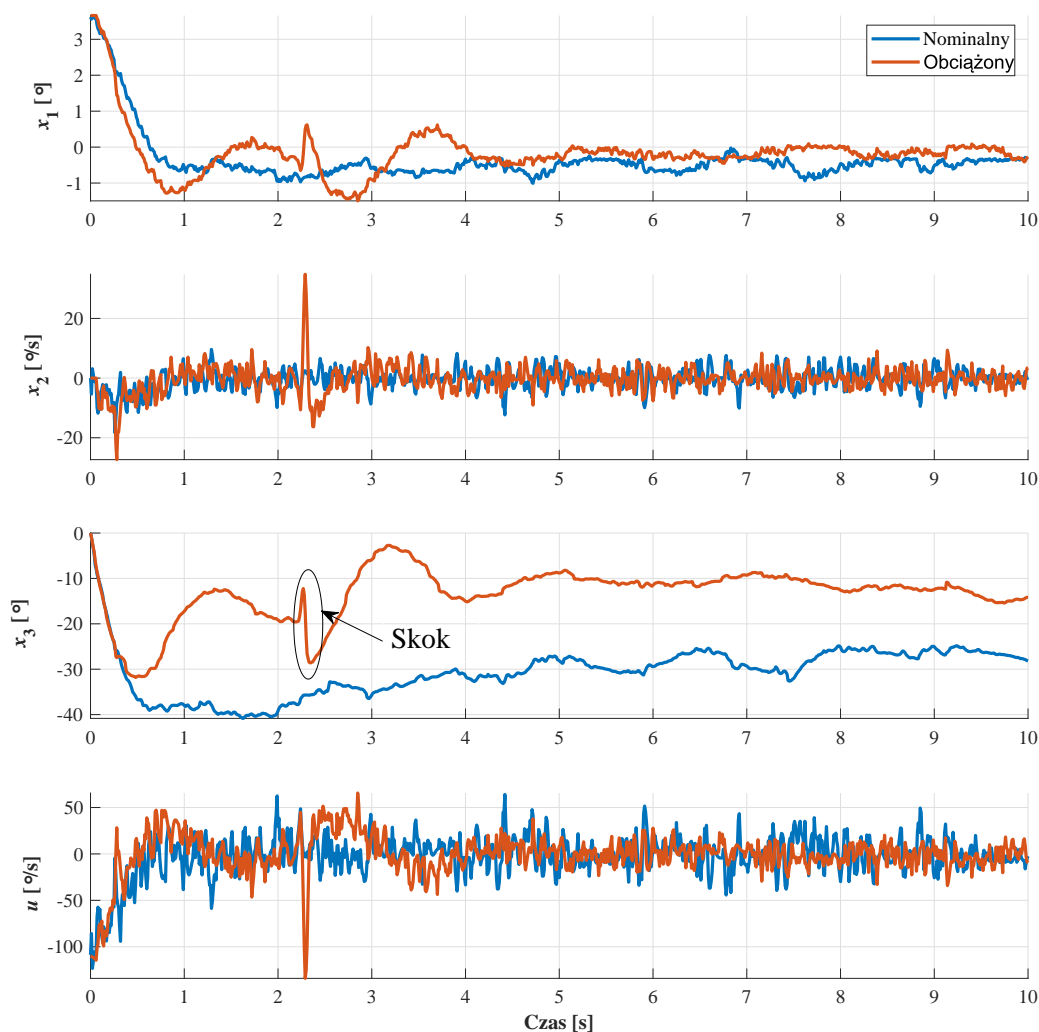 3
2
1
0
-1
x1 [°]
Nominalny
Obciążony
0 1 2 3 4 5 6 7 8 9 10
20
0
-20
x2 [°/s]
0 1 2 3 4 5 6 7 8 9 10
0
-10
-20
-30
-40
x3 [°]
Skok
0 1 2 3 4 5 6 7 8 9 10
50
0
-50
-100
u [°/s]
0 1 2 3 4 5 6 7 8 9 10
Czas [s]